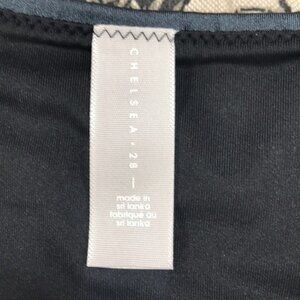 CHELSEA · 28 —
made in
sri lanka
fabriqué au
sri lanka